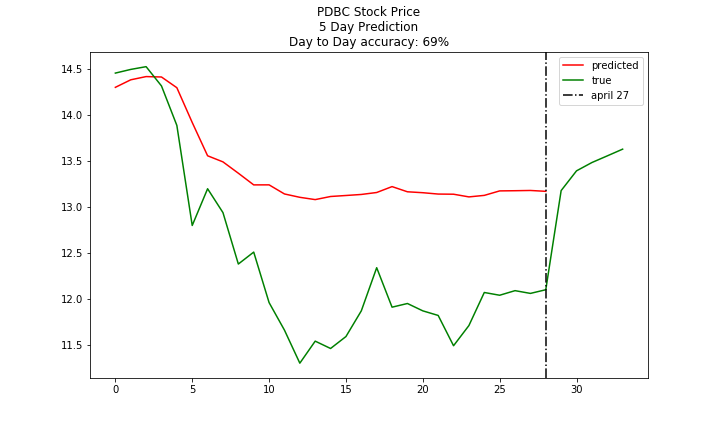 PDBC Stock Price
5 Day Prediction
Day to Day accuracy: 69%
predicted
true
april 27
14.5
14.0
13.5
13.0
12.5
12.0
11.5
0 5 10 15 20 25 30